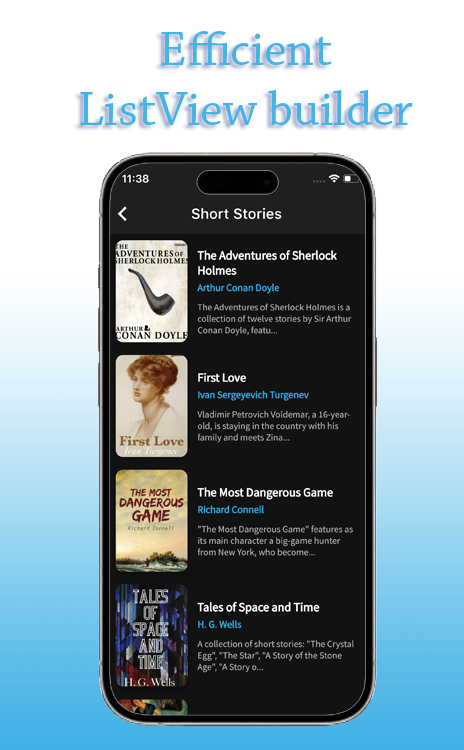 Efficient
ListView builder
11:38
Short Stories
THE
ADVENTURES OF
SHERLOCK HOLMES
ARTHUR
CONAN DOYLE
The Adventures of Sherlock
Holmes
Arthur Conan Doyle
The Adventures of Sherlock Holmes is a
collection of twelve stories by Sir Arthur
Conan Doyle, featu...
First Love
Ivan Turgenev
First Love
Ivan Sergeyevich Turgenev
Vladimir Petrovich Voldemar, a 16-year-
old, is staying in the country with his
family and meets Zina...
THE MOST
DANGEROUS
GAME
Richard Connell
The Most Dangerous Game
Richard Connell
"The Most Dangerous Game" features as
its main character a big-game hunter
from New York, who become...
TALES
OF
SPACE
AND
TIME
H. G. Wells
Tales of Space and Time
H. G. Wells
A collection of short stories: "The Crystal
Egg", "The Star", "A Story of the Stone
Age", "A Story o...